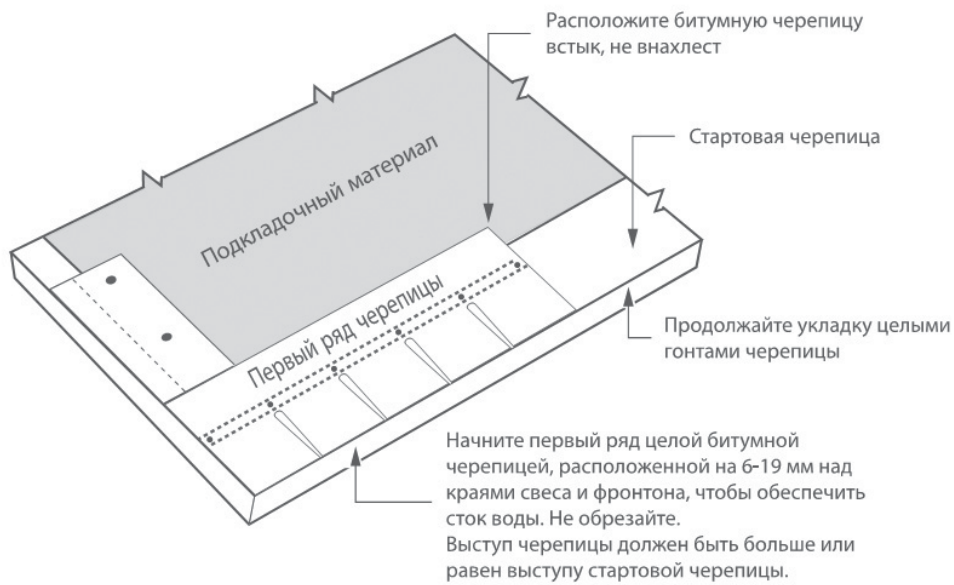 Расположите битумную черепицу
встык, не внахлест
Стартовая черепица
Подкладочный материал
Первый ряд черепицы
Продолжайте укладку целыми
гонтами черепицы
Начните первый ряд целой битумной
черепицей, расположенной на 6-19 мм над
краями свеса и фронтона, чтобы обеспечить
сток воды. Не обрезайте.
Выступ черепицы должен быть больше или
равен выступу стартовой черепицы.